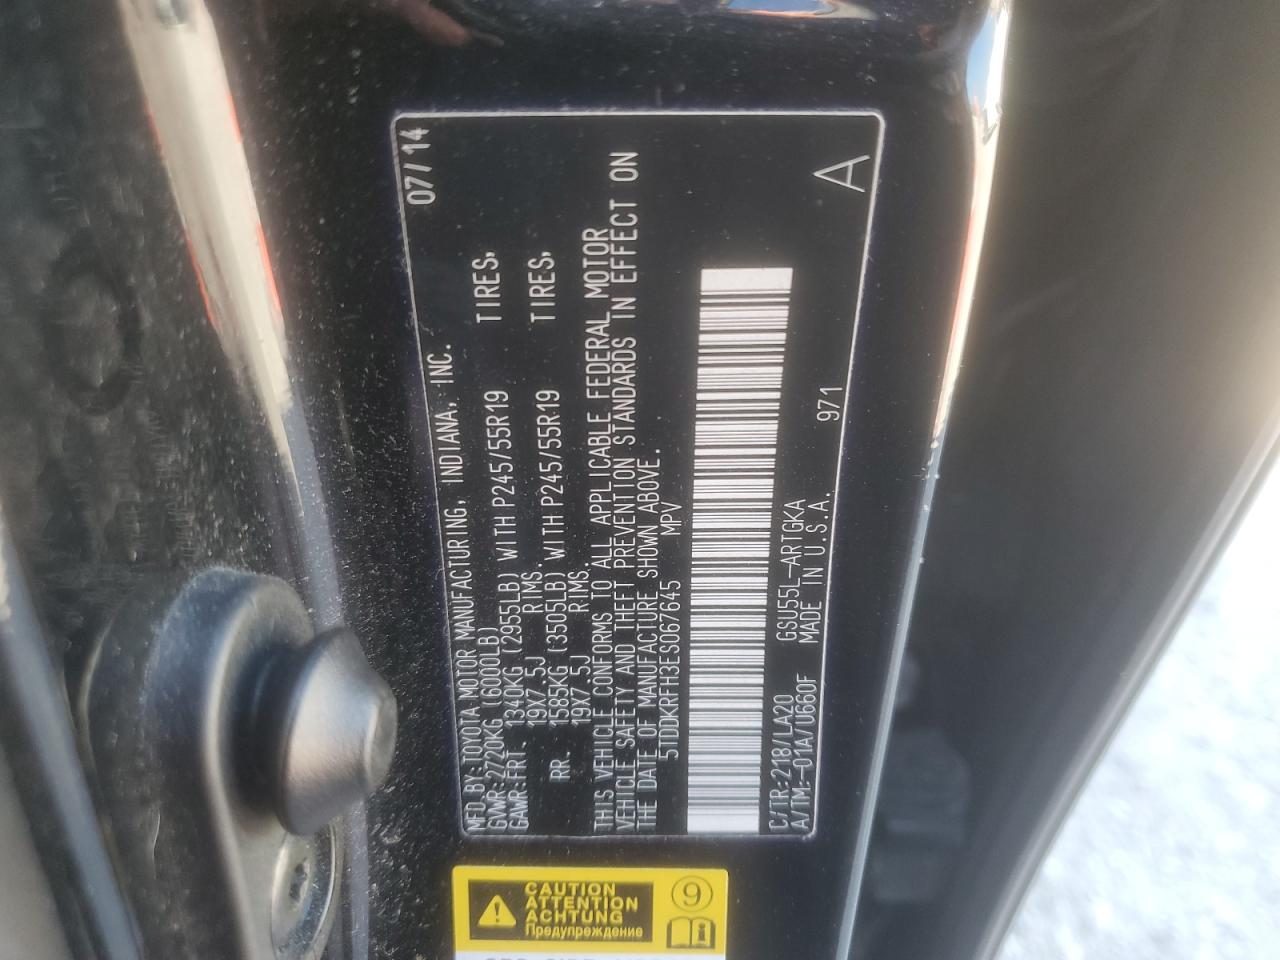 MFD.BY:TOYOTA MOTOR MANUFACTURING, INDIANA, INC. 07/14
GVWR:2720KG (6000LB)
GAWR:FRT. 1340KG (2955LB) WITH P245/55R19 TIRES,
19X7.5J RIMS.
RR. 1585KG (3505LB) WITH P245/55R19 TIRES,
19X7.5J RIMS.
THIS VEHICLE CONFORMS TO ALL APPLICABLE FEDERAL MOTOR
VEHICLE SAFETY AND THEFT PREVENTION STANDARDS IN EFFECT ON
THE DATE OF MANUFACTURE SHOWN ABOVE.
5TDDKRFH3ES067645 MPV
C/TR:218/LA20 GSU55L-ARTGKA
A/TM:-01A/U660F MADE IN U.S.A. 971
A
CAUTION
ATTENTION
ACHTUNG
Предупреждение
9